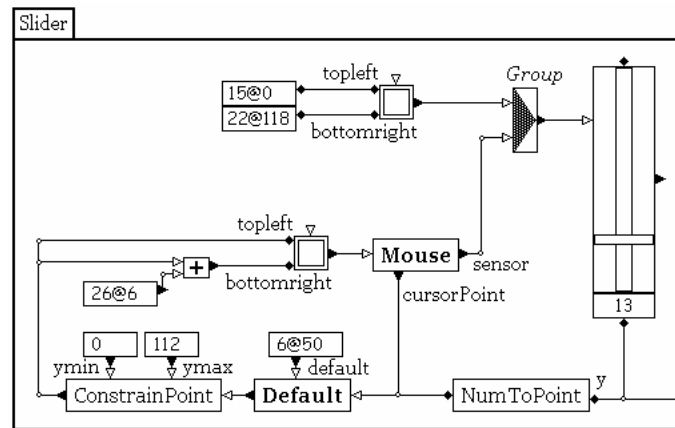 Slider
topleft
Group
15@0
22@118
bottomright
topleft
+
Mouse
sensor
bottomright
26@6
cursorPoint
13
0
112
6@50
ymin
ymax
default
y
ConstrainPoint
Default
NumToPoint